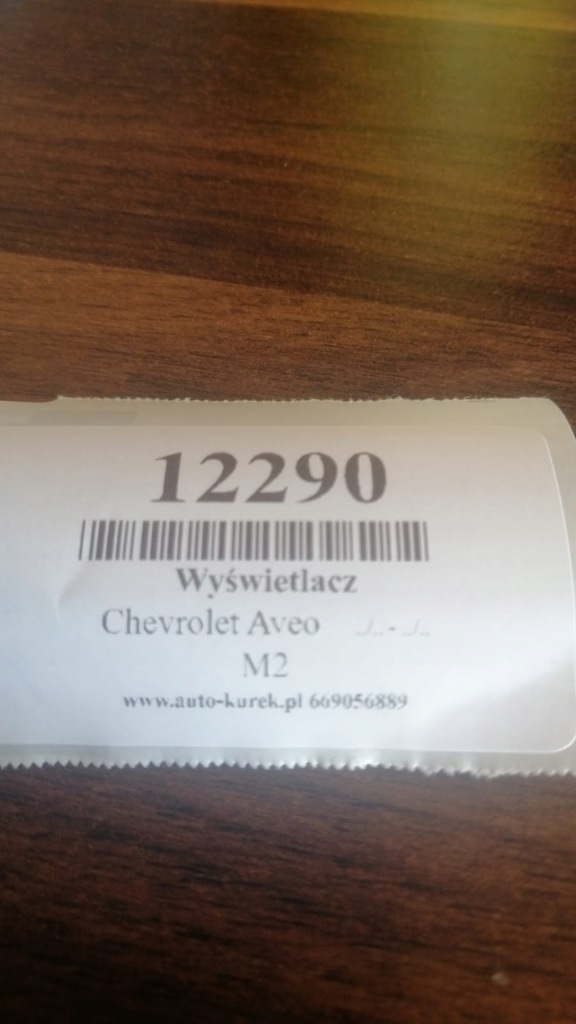 12290
Wyświetlacz
Chevrolet Aveo ../.. - ../..
M2
www.auto-kurek.pl 669056889